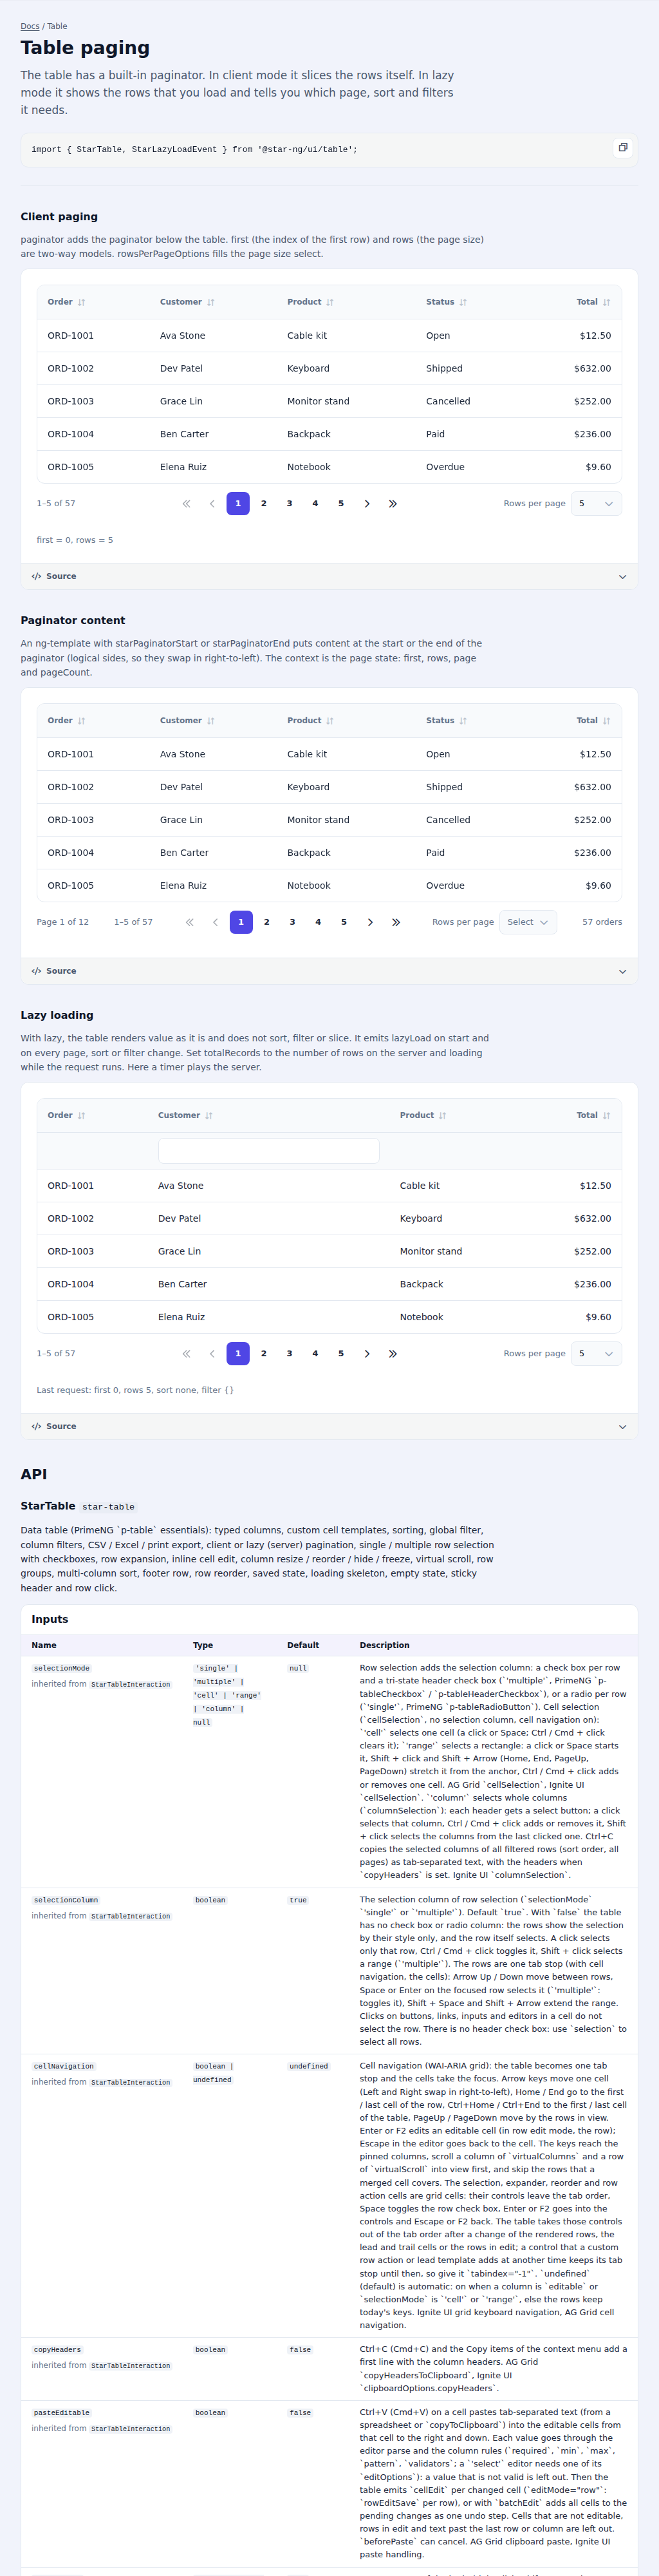 Docs / Table
Table paging
The table has a built-in paginator. In client mode it slices the rows itself. In lazy
mode it shows the rows that you load and tells you which page, sort and filters
it needs.
import { StarTable, StarLazyLoadEvent } from '@star-ng/ui/table';
Client paging
paginator adds the paginator below the table. first (the index of the first row) and rows (the page size)
are two-way models. rowsPerPageOptions fills the page size select.
Order Customer Product Status Total
ORD-1001 Ava Stone Cable kit Open $12.50
ORD-1002 Dev Patel Keyboard Shipped $632.00
ORD-1003 Grace Lin Monitor stand Cancelled $252.00
ORD-1004 Ben Carter Backpack Paid $236.00
ORD-1005 Elena Ruiz Notebook Overdue $9.60
1–5 of 57 1 2 3 4 5 Rows per page 5
first = 0, rows = 5
Source
Paginator content
An ng-template with starPaginatorStart or starPaginatorEnd puts content at the start or the end of the
paginator (logical sides, so they swap in right-to-left). The context is the page state: first, rows, page
and pageCount.
Order Customer Product Status Total
ORD-1001 Ava Stone Cable kit Open $12.50
ORD-1002 Dev Patel Keyboard Shipped $632.00
ORD-1003 Grace Lin Monitor stand Cancelled $252.00
ORD-1004 Ben Carter Backpack Paid $236.00
ORD-1005 Elena Ruiz Notebook Overdue $9.60
Page 1 of 12 1–5 of 57 1 2 3 4 5 Rows per page Select 57 orders
Source
Lazy loading
With lazy, the table renders value as it is and does not sort, filter or slice. It emits lazyLoad on start and
on every page, sort or filter change. Set totalRecords to the number of rows on the server and loading
while the request runs. Here a timer plays the server.
Order Customer Product Total
ORD-1001 Ava Stone Cable kit $12.50
ORD-1002 Dev Patel Keyboard $632.00
ORD-1003 Grace Lin Monitor stand $252.00
ORD-1004 Ben Carter Backpack $236.00
ORD-1005 Elena Ruiz Notebook $9.60
1–5 of 57 1 2 3 4 5 Rows per page 5
Last request: first 0, rows 5, sort none, filter {}
Source
API
StarTable star-table
Data table (PrimeNG `p-table` essentials): typed columns, custom cell templates, sorting, global filter,
column filters, CSV / Excel / print export, client or lazy (server) pagination, single / multiple row selection
with checkboxes, row expansion, inline cell edit, column resize / reorder / hide / freeze, virtual scroll, row
groups, multi-column sort, footer row, row reorder, saved state, loading skeleton, empty state, sticky
header and row click.
Inputs
Name Type Default Description
selectionMode
inherited from StarTableInteraction
'single' |
'multiple' |
'cell' | 'range'
| 'column' |
null
null
Row selection adds the selection column: a check box per row
and a tri-state header check box (`'multiple'`, PrimeNG `p-
tableCheckbox` / `p-tableHeaderCheckbox`), or a radio per row
(`'single'`, PrimeNG `p-tableRadioButton`). Cell selection
(`cellSelection`, no selection column, cell navigation on):
`'cell'` selects one cell (a click or Space; Ctrl / Cmd + click
clears it); `'range'` selects a rectangle: a click or Space starts
it, Shift + click and Shift + Arrow (Home, End, PageUp,
PageDown) stretch it from the anchor, Ctrl / Cmd + click adds
or removes one cell. AG Grid `cellSelection`, Ignite UI
`cellSelection`. `'column'` selects whole columns
(`columnSelection`): each header gets a select button; a click
selects that column, Ctrl / Cmd + click adds or removes it, Shift
+ click selects the columns from the last clicked one. Ctrl+C
copies the selected columns of all filtered rows (sort order, all
pages) as tab-separated text, with the headers when
`copyHeaders` is set. Ignite UI `columnSelection`.
selectionColumn
inherited from StarTableInteraction
boolean
true
The selection column of row selection (`selectionMode`
`'single'` or `'multiple'`). Default `true`. With `false` the table
has no check box or radio column: the rows show the selection
by their style only, and the row itself selects. A click selects
only that row, Ctrl / Cmd + click toggles it, Shift + click selects
a range (`'multiple'`). The rows are one tab stop (with cell
navigation, the cells): Arrow Up / Down move between rows,
Space or Enter on the focused row selects it (`'multiple'`:
toggles it), Shift + Space and Shift + Arrow extend the range.
Clicks on buttons, links, inputs and editors in a cell do not
select the row. There is no header check box: use `selection` to
select all rows.
cellNavigation
inherited from StarTableInteraction
boolean |
undefined
undefined
Cell navigation (WAI-ARIA grid): the table becomes one tab
stop and the cells take the focus. Arrow keys move one cell
(Left and Right swap in right-to-left), Home / End go to the first
/ last cell of the row, Ctrl+Home / Ctrl+End to the first / last cell
of the table, PageUp / PageDown move by the rows in view.
Enter or F2 edits an editable cell (in row edit mode, the row);
Escape in the editor goes back to the cell. The keys reach the
pinned columns, scroll a column of `virtualColumns` and a row
of `virtualScroll` into view first, and skip the rows that a
merged cell covers. The selection, expander, reorder and row
action cells are grid cells: their controls leave the tab order,
Space toggles the row check box, Enter or F2 goes into the
controls and Escape or F2 back. The table takes those controls
out of the tab order after a change of the rendered rows, the
lead and trail cells or the rows in edit; a control that a custom
row action or lead template adds at another time keeps its tab
stop until then, so give it `tabindex="-1"`. `undefined`
(default) is automatic: on when a column is `editable` or
`selectionMode` is `'cell'` or `'range'`, else the rows keep
today's keys. Ignite UI grid keyboard navigation, AG Grid cell
navigation.
copyHeaders
inherited from StarTableInteraction
boolean
false
Ctrl+C (Cmd+C) and the Copy items of the context menu add a
first line with the column headers. AG Grid
`copyHeadersToClipboard`, Ignite UI
`clipboardOptions.copyHeaders`.
pasteEditable
inherited from StarTableInteraction
boolean
false
Ctrl+V (Cmd+V) on a cell pastes tab-separated text (from a
spreadsheet or `copyToClipboard`) into the editable cells from
that cell to the right and down. Each value goes through the
editor parse and the column rules (`required`, `min`, `max`,
`pattern`, `validators`; a `'select'` editor needs one of its
`editOptions`): a value that is not valid is left out. Then the
table emits `cellEdit` per changed cell (`editMode="row"`:
`rowEditSave` per row), or with `batchEdit` adds all cells to the
pending changes as one undo step. Cells that are not editable,
rows in edit and text past the last row or column are left out.
`beforePaste` can cancel. AG Grid clipboard paste, Ignite UI
paste handling.